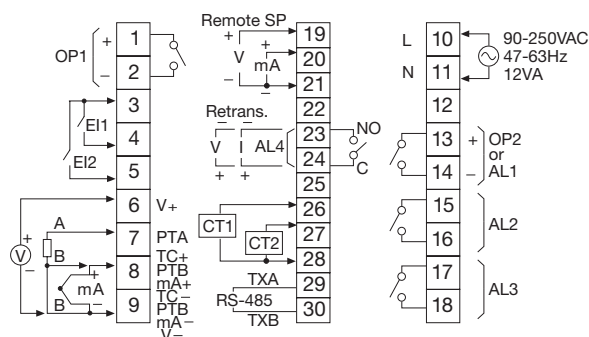 OP1
+
−
1
2
3
4
5
6
7
8
9
EI1
EI2
V+
PTA
TC+
PTB
mA+
TC−
PTB
mA−
V−
A
B
B
+
V
−
+
mA
−
Remote SP
+
V
−
+
mA
−
Retrans.
−
V
+
−
I
+
AL4
NO
C
CT1
CT2
TXA
RS-485
TXB
19
20
21
22
23
24
25
26
27
28
29
30
L
N
10
11
12
13
14
15
16
17
18
90-250VAC
47-63Hz
12VA
+
−
OP2
or
AL1
AL2
AL3